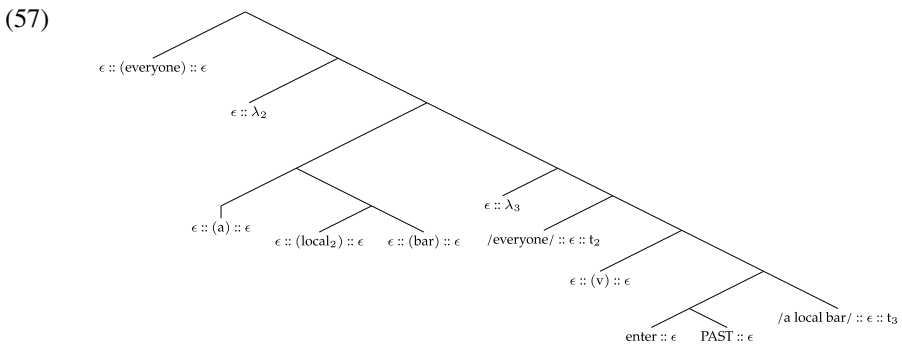 (57)
ϵ :: (everyone) :: ϵ
ϵ :: λ₂
ϵ :: (a) :: ϵ
ϵ :: (local₂) :: ϵ
ϵ :: (bar) :: ϵ
ϵ :: λ₃
/everyone/ :: ϵ :: t₂
ϵ :: (v) :: ϵ
enter :: ϵ
PAST :: ϵ
/a local bar/ :: ϵ :: t₃